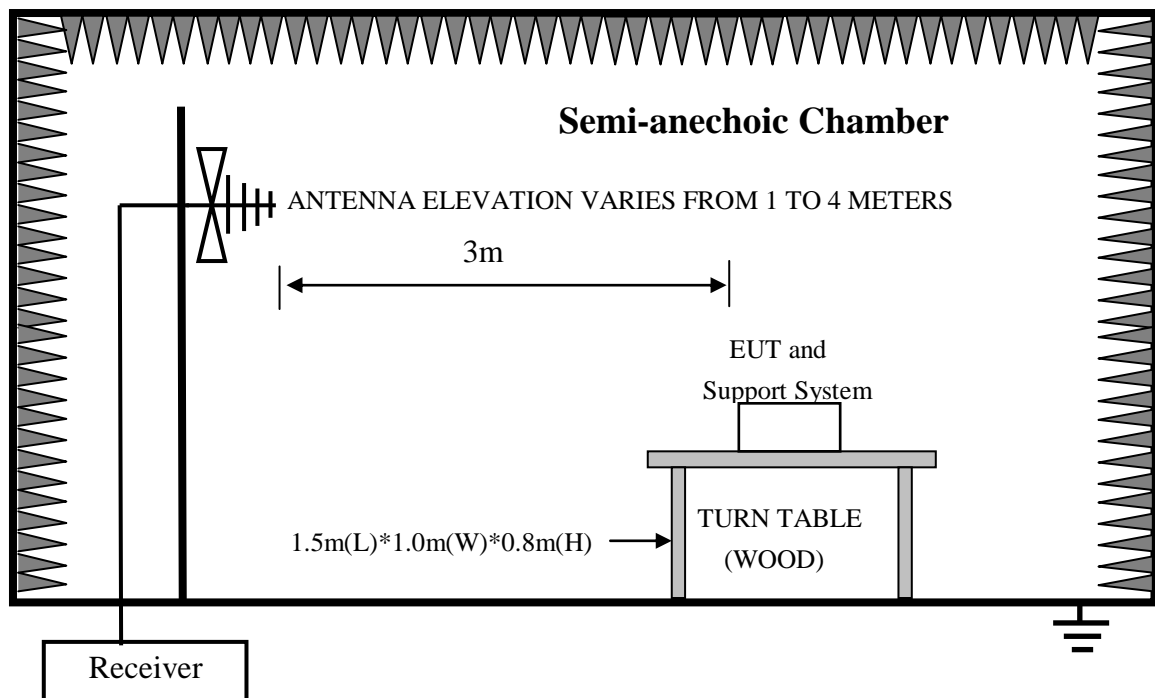 Semi-anechoic Chamber
ANTENNA ELEVATION VARIES FROM 1 TO 4 METERS
3m
EUT and
Support System
TURN TABLE
(WOOD)
1.5m(L)*1.0m(W)*0.8m(H)
Receiver